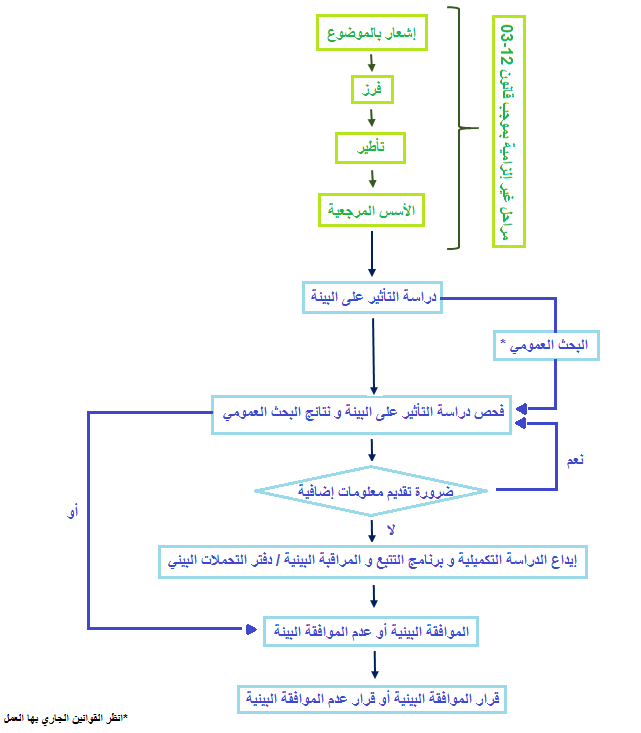 إشعار بالموضوع
فرز
تأطير
الأسس المرجعية
مراحل غير إلزامية بموجب قانون 12-03
دراسة التأثير على البيئة
البحث العمومي *
فحص دراسة التأثير على البيئة و نتائج البحث العمومي
نعم
ضرورة تقديم معلومات إضافية
أو
لا
إيداع الدراسة التكميلية و برنامج التتبع و المراقبة البيئية / دفتر التحملات البيئي
الموافقة البيئية أو عدم الموافقة البيئة
قرار الموافقة البيئية أو قرار عدم الموافقة البيئية
*انظر القوانين الجاري بها العمل